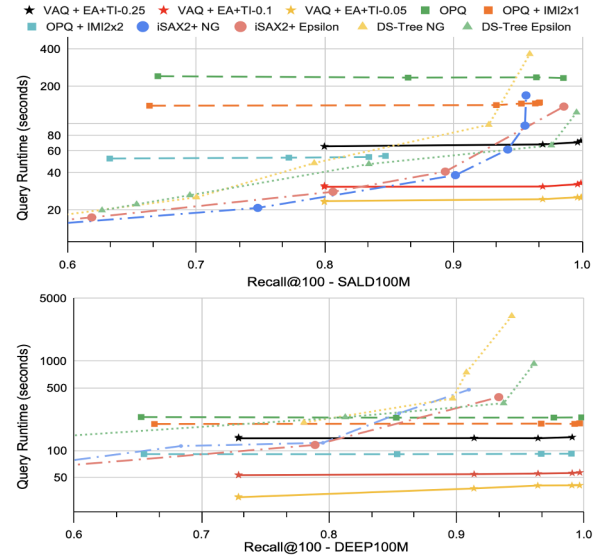 VAQ + EA+TI-0.25 VAQ + EA+TI-0.1 VAQ + EA+TI-0.05 OPQ OPQ + IMI2x1
OPQ + IMI2x2 iSAX2+ NG iSAX2+ Epsilon DS-Tree NG DS-Tree Epsilon
Query Runtime (seconds)
400
200
80
60
40
20
0.6 0.7 0.8 0.9 1.0
Recall@100 - SALD100M
Query Runtime (seconds)
5000
1000
500
100
50
0.6 0.7 0.8 0.9 1.0
Recall@100 - DEEP100M